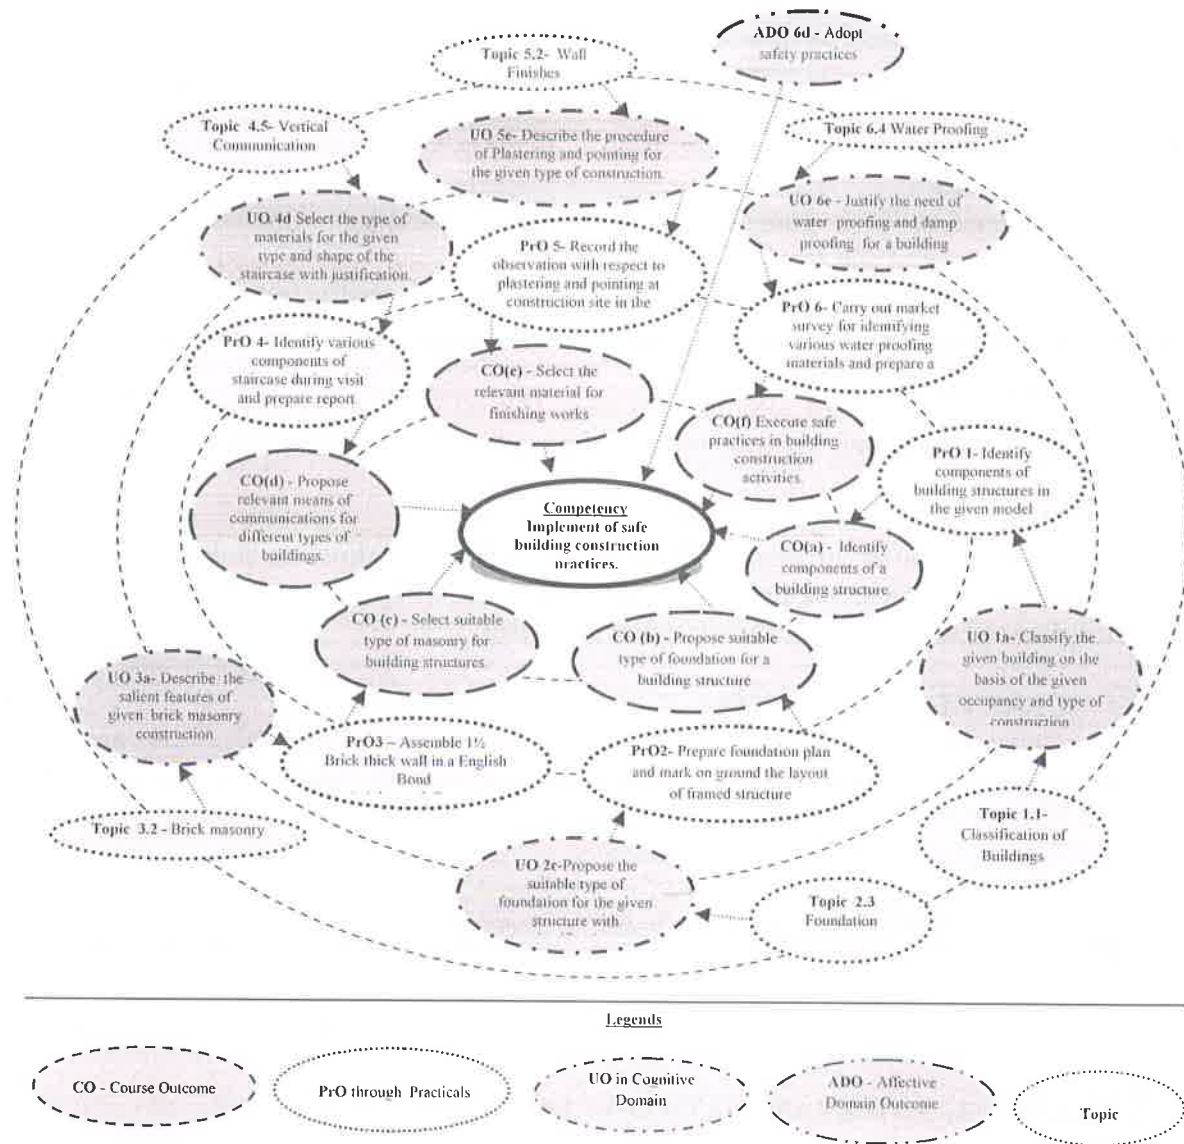 ADO 6d - Adopt
safety practices
Topic 5.2- Wall
Finishes
Topic 4.5- Vertical
Communication
UO 5e- Describe the procedure
of Plastering and pointing for
the given type of construction.
Topic 6.4 Water Proofing
UO 4d Select the type of
materials for the given
type and shape of the
staircase with justification.
PrO 5- Record the
observation with respect to
plastering and pointing at
construction site in the
UO 6e - Justify the need of
water proofing and damp
proofing for a building
PrO 4- Identify various
components of
staircase during visit
and prepare report
PrO 6- Carry out market
survey for identifying
various water proofing
materials and prepare a
CO(e) - Select the
relevant material for
finishing works
CO(f) Execute safe
practices in building
construction
activities.
PrO 1- Identify
components of
building structures in
the given model
CO(d) - Propose
relevant means of
communications for
different types of
buildings.
Competency
Implement of safe
building construction
practices.
CO(a) - Identify
components of a
building structure
CO (c) - Select suitable
type of masonry for
building structures
CO (b) - Propose suitable
type of foundation for a
building structure
UO 1a- Classify the
given building on the
basis of the given
occupancy and type of
construction
UO 3a- Describe the
salient features of
given brick masonry
construction
PrO3 – Assemble 1½
Brick thick wall in a English
Bond
PrO2- Prepare foundation plan
and mark on ground the layout
of framed structure
Topic 3.2 - Brick masonry
Topic 1.1-
Classification of
Buildings
UO 2c-Propose the
suitable type of
foundation for the given
structure with
Topic 2.3
Foundation
Legends
CO - Course Outcome
PrO through Practicals
UO in Cognitive
Domain
ADO - Affective
Domain Outcome
Topic